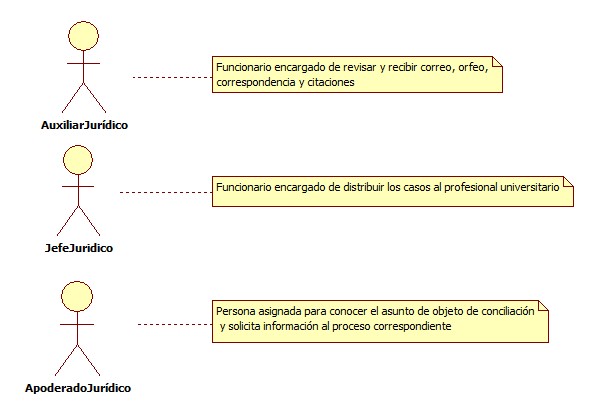 Funcionario encargado de revisar y recibir correo, orfeo,
correspondencia y citaciones
AuxiliarJurídico
Funcionario encargado de distribuir los casos al profesional universitario
JefeJuridico
Persona asignada para conocer el asunto de objeto de conciliación
y solicita información al proceso correspondiente
ApoderadoJurídico